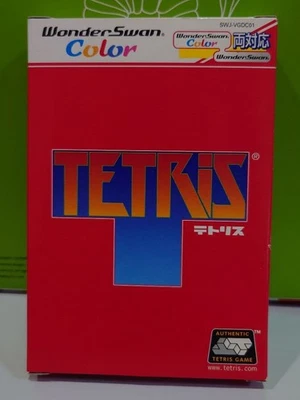 SWJ-VGDC01
WonderSwan
Color
WonderSwan
Color
両対応
WonderSwan
TETRiS®
テトリス
AUTHENTIC
TETRIS GAME
™
www.tetris.com